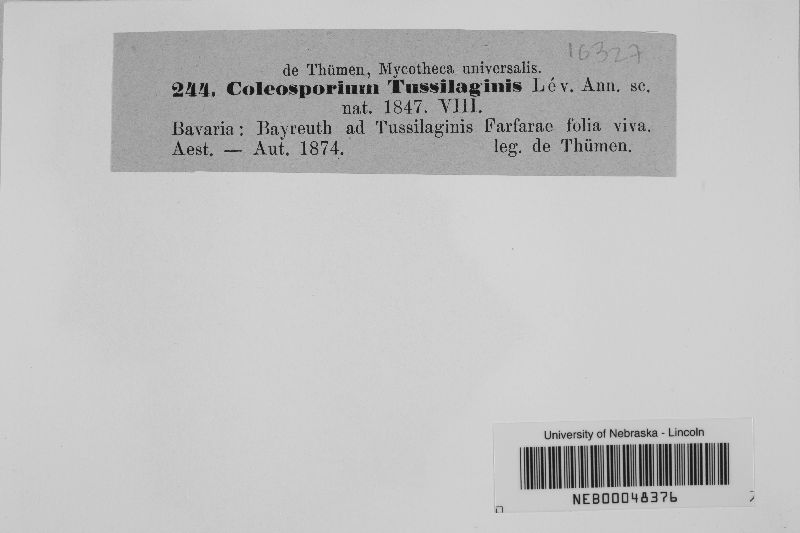 16327
de Thümen, Mycotheca universalis.
244. Coleosporium Tussilaginis Lév. Ann. sc.
nat. 1847. VIII.
Bavaria: Bayreuth ad Tussilaginis Farfarae folia viva.
Aest. — Aut. 1874. leg. de Thümen.
University of Nebraska - Lincoln
NEB00048376